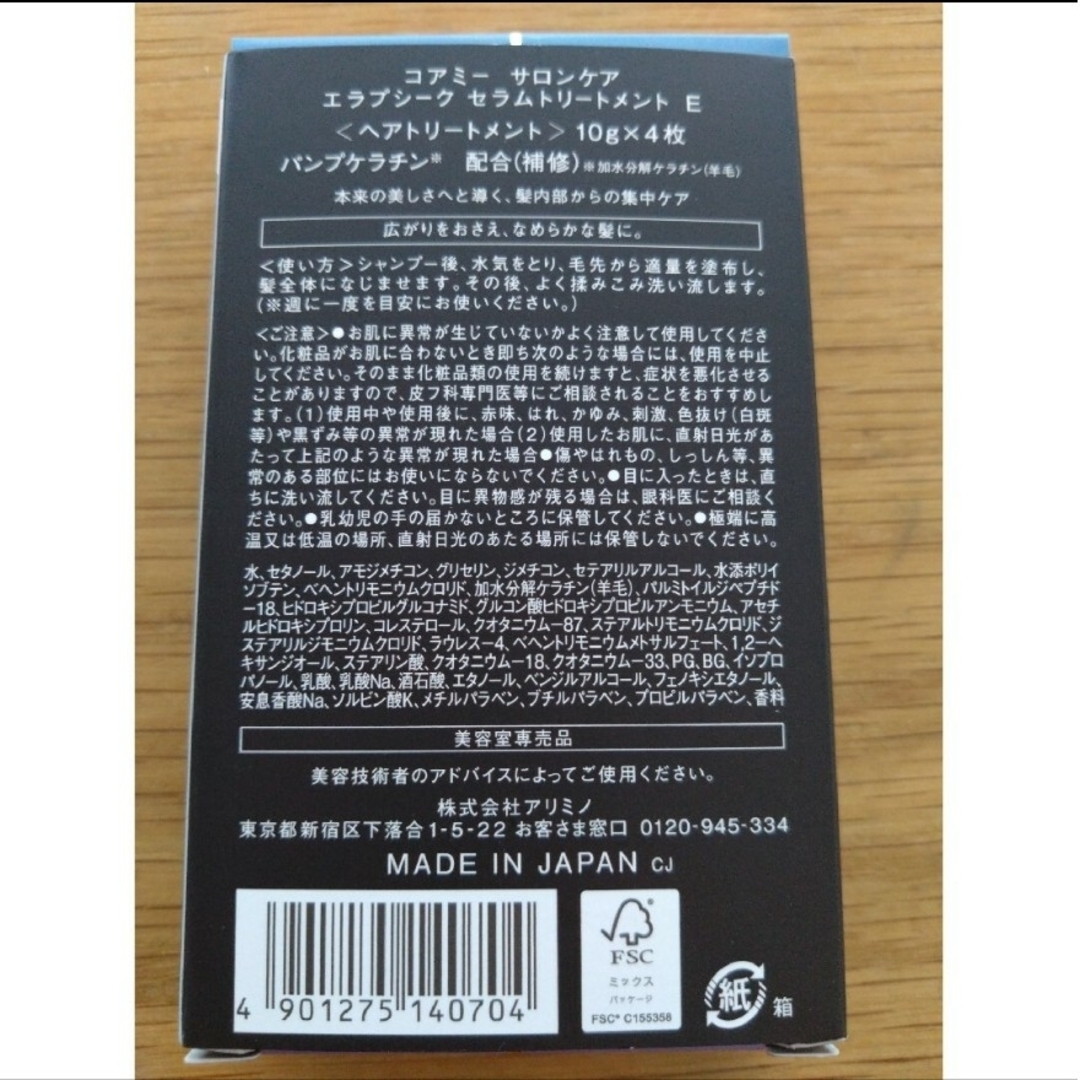 コアミー サロンケア
エラプシーク セラムトリートメント E
<ヘアトリートメント> 10g×4枚
バンプケラチン※ 配合(補修)※加水分解ケラチン(羊毛)
本来の美しさへと導く、髪内部からの集中ケア
広がりをおさえ、なめらかな髪に。
<使い方>シャンプー後、水気をとり、毛先から適量を塗布し、
髪全体になじませます。その後、よく揉みこみ洗い流します。
(※週に一度を目安にお使いください。)
<ご注意>●お肌に異常が生じていないかよく注意して使用してくださ
い。化粧品がお肌に合わないとき即ち次のような場合には、使用を中止
してください。そのまま化粧品類の使用を続けますと、症状を悪化させる
ことがありますので、皮フ科専門医等にご相談されることをおすすめし
ます。(1)使用中や使用後に、赤味、はれ、かゆみ、刺激、色抜け(白斑
等)や黒ずみ等の異常が現れた場合(2)使用したお肌に、直射日光があ
たって上記のような異常が現れた場合●傷やはれもの、しっしん等、異
常のある部位にはお使いにならないでください。●目に入ったときは、直
ちに洗い流してください。目に異物感が残る場合は、眼科医にご相談く
ださい。●乳幼児の手の届かないところに保管してください。●極端に高
温又は低温の場所、直射日光のあたる場所には保管しないでください。
水、セタノール、アモジメチコン、グリセリン、ジメチコン、セテアリルアルコール、水添ポリイ
ソブテン、ベヘントリモニウムクロリド、加水分解ケラチン(羊毛)、パルミトイルジペプチド
-18、ヒドロキシプロピルグルコナミド、グルコン酸ヒドロキシプロピルアンモニウム、アセチ
ルヒドロキシプロリン、コレステロール、クオタニウム-87、ステアルトリモニウムクロリド、ジ
ステアリルジモニウムクロリド、ラウレス-4、ベヘントリモニウムメトサルフェート、1,2-ヘ
キサンジオール、ステアリン酸、クオタニウム-18、クオタニウム-33、PG、BG、イソプロ
パノール、乳酸、乳酸Na、酒石酸、エタノール、ベンジルアルコール、フェノキシエタノール、
安息香酸Na、ソルビン酸K、メチルパラベン、ブチルパラベン、プロピルパラベン、香料
美容室専売品
美容技術者のアドバイスによってご使用ください。
株式会社アリミノ
東京都新宿区下落合1-5-22 お客さま窓口 0120-945-334
MADE IN JAPAN CJ
4 901275 140704
FSC
ミックス
パッケージ
FSC® C155358
紙 箱